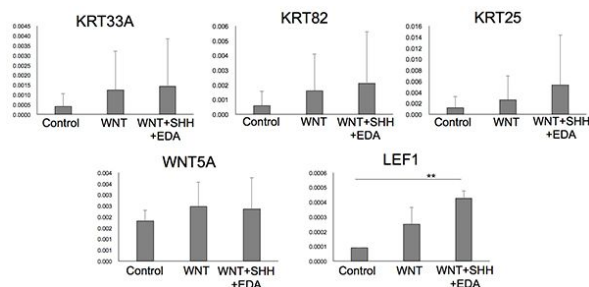 KRT33A
0.0045
0.0040
0.0035
0.0030
0.0025
0.0020
0.0015
0.0010
0.0005
0.0000
Control WNT WNT+SHH
+EDA
KRT82
0.006
0.005
0.004
0.003
0.002
0.001
0.000
Control WNT WNT+SHH
+EDA
KRT25
0.016
0.014
0.012
0.010
0.008
0.006
0.004
0.002
0.000
Control WNT WNT+SHH
+EDA
WNT5A
0.004
0.004
0.003
0.003
0.002
0.002
0.001
0.001
0.000
Control WNT WNT+SHH
+EDA
LEF1
**
0.0006
0.0005
0.0004
0.0003
0.0002
0.0001
0.0000
Control WNT WNT+SHH
+EDA